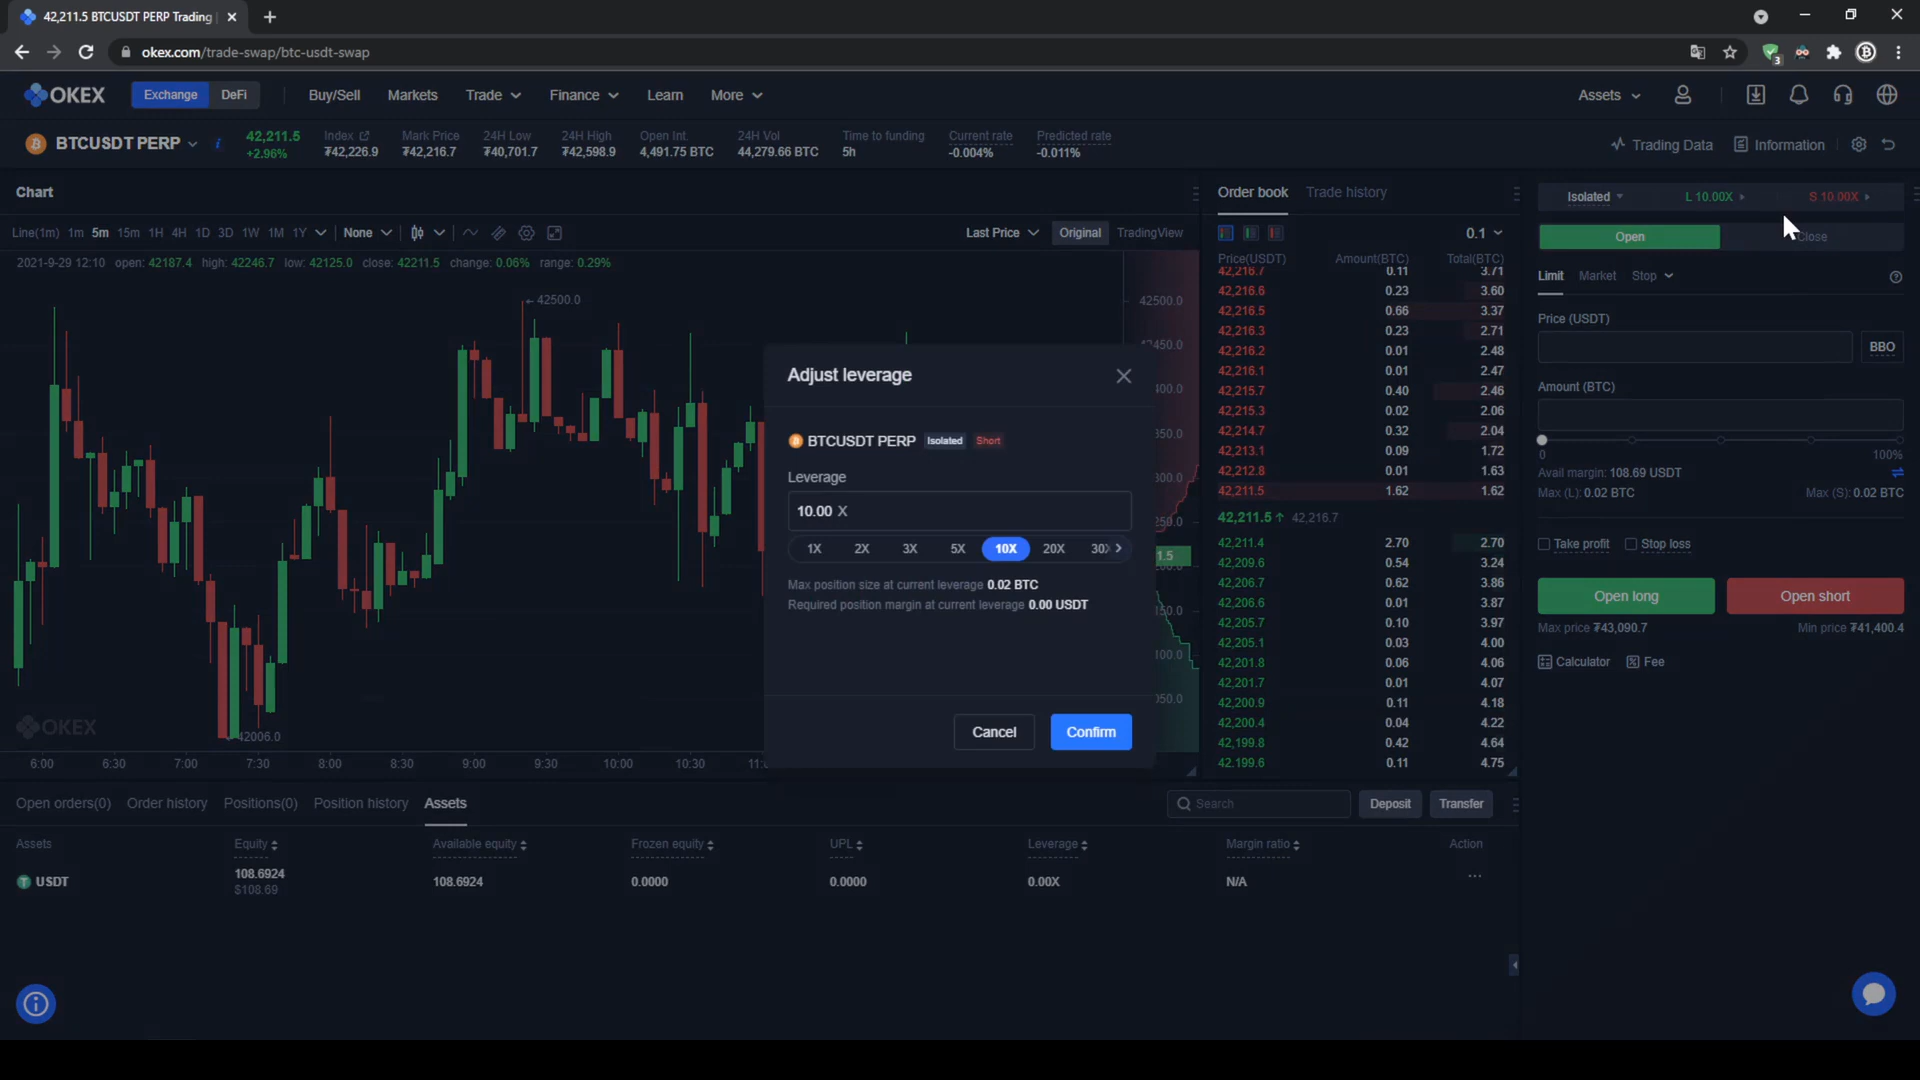 42,211.5 BTCUSDT PERP Trading
okex.com/trade-swap/btc-usdt-swap
3
OKEX Exchange DeFi Buy/Sell Markets Trade Finance Learn More Assets
BTCUSDT PERP i 42,211.5 Index Mark Price 24H Low 24H High Open Int. 24H Vol Time to funding Current rate Predicted rate Trading Data Information
+2.96% ₮42,226.9 ₮42,216.7 ₮40,701.7 ₮42,598.9 4,491.75 BTC 44,279.66 BTC 5h -0.004% -0.011%
Chart
Line(1m) 1m 5m 15m 1H 4H 1D 3D 1W 1M 1Y None Last Price Original TradingView
2021-9-29 12:10 open: 42187.4 high: 42246.7 low: 42125.0 close: 42211.5 change: 0.06% range: 0.29%
42500.0
42006.0
42500.0
OKEX
6:00 6:30 7:00 7:30 8:00 8:30 9:00 9:30 10:00 10:30
Adjust leverage
BTCUSDT PERP Isolated Short
Leverage
10.00 X
1X 2X 3X 5X 10X 20X 30X
Max position size at current leverage 0.02 BTC
Required position margin at current leverage 0.00 USDT
Cancel Confirm
Order book Trade history
0.1
Price(USDT) Amount(BTC) Total(BTC)
42,216.7 0.11 3.71
42,216.6 0.23 3.60
42,216.5 0.66 3.37
42,216.3 0.23 2.71
42,216.2 0.01 2.48
42,216.1 0.01 2.47
42,215.7 0.40 2.46
42,215.3 0.02 2.06
42,214.7 0.32 2.04
42,213.1 0.09 1.72
42,212.8 0.01 1.63
42,211.5 1.62 1.62
42,211.5↑ 42,216.7
42,211.4 2.70 2.70
42,209.6 0.54 3.24
42,206.7 0.62 3.86
42,206.6 0.01 3.87
42,205.7 0.10 3.97
42,205.1 0.03 4.00
42,201.8 0.06 4.06
42,201.7 0.01 4.07
42,200.9 0.11 4.18
42,200.4 0.04 4.22
42,199.8 0.42 4.64
42,199.6 0.11 4.75
Isolated L 10.00X S 10.00X
Open Close
Limit Market Stop
Price (USDT)
BBO
Amount (BTC)
0 100%
Avail margin: 108.69 USDT
Max (L): 0.02 BTC Max (S): 0.02 BTC
Take profit Stop loss
Open long Open short
Max price ₮43,090.7 Min price ₮41,400.4
Calculator Fee
Open orders(0) Order history Positions(0) Position history Assets Search Deposit Transfer
Assets Equity Available equity Frozen equity UPL Leverage Margin ratio Action
USDT 108.6924 108.6924 0.0000 0.0000 0.00X N/A ...
$108.69